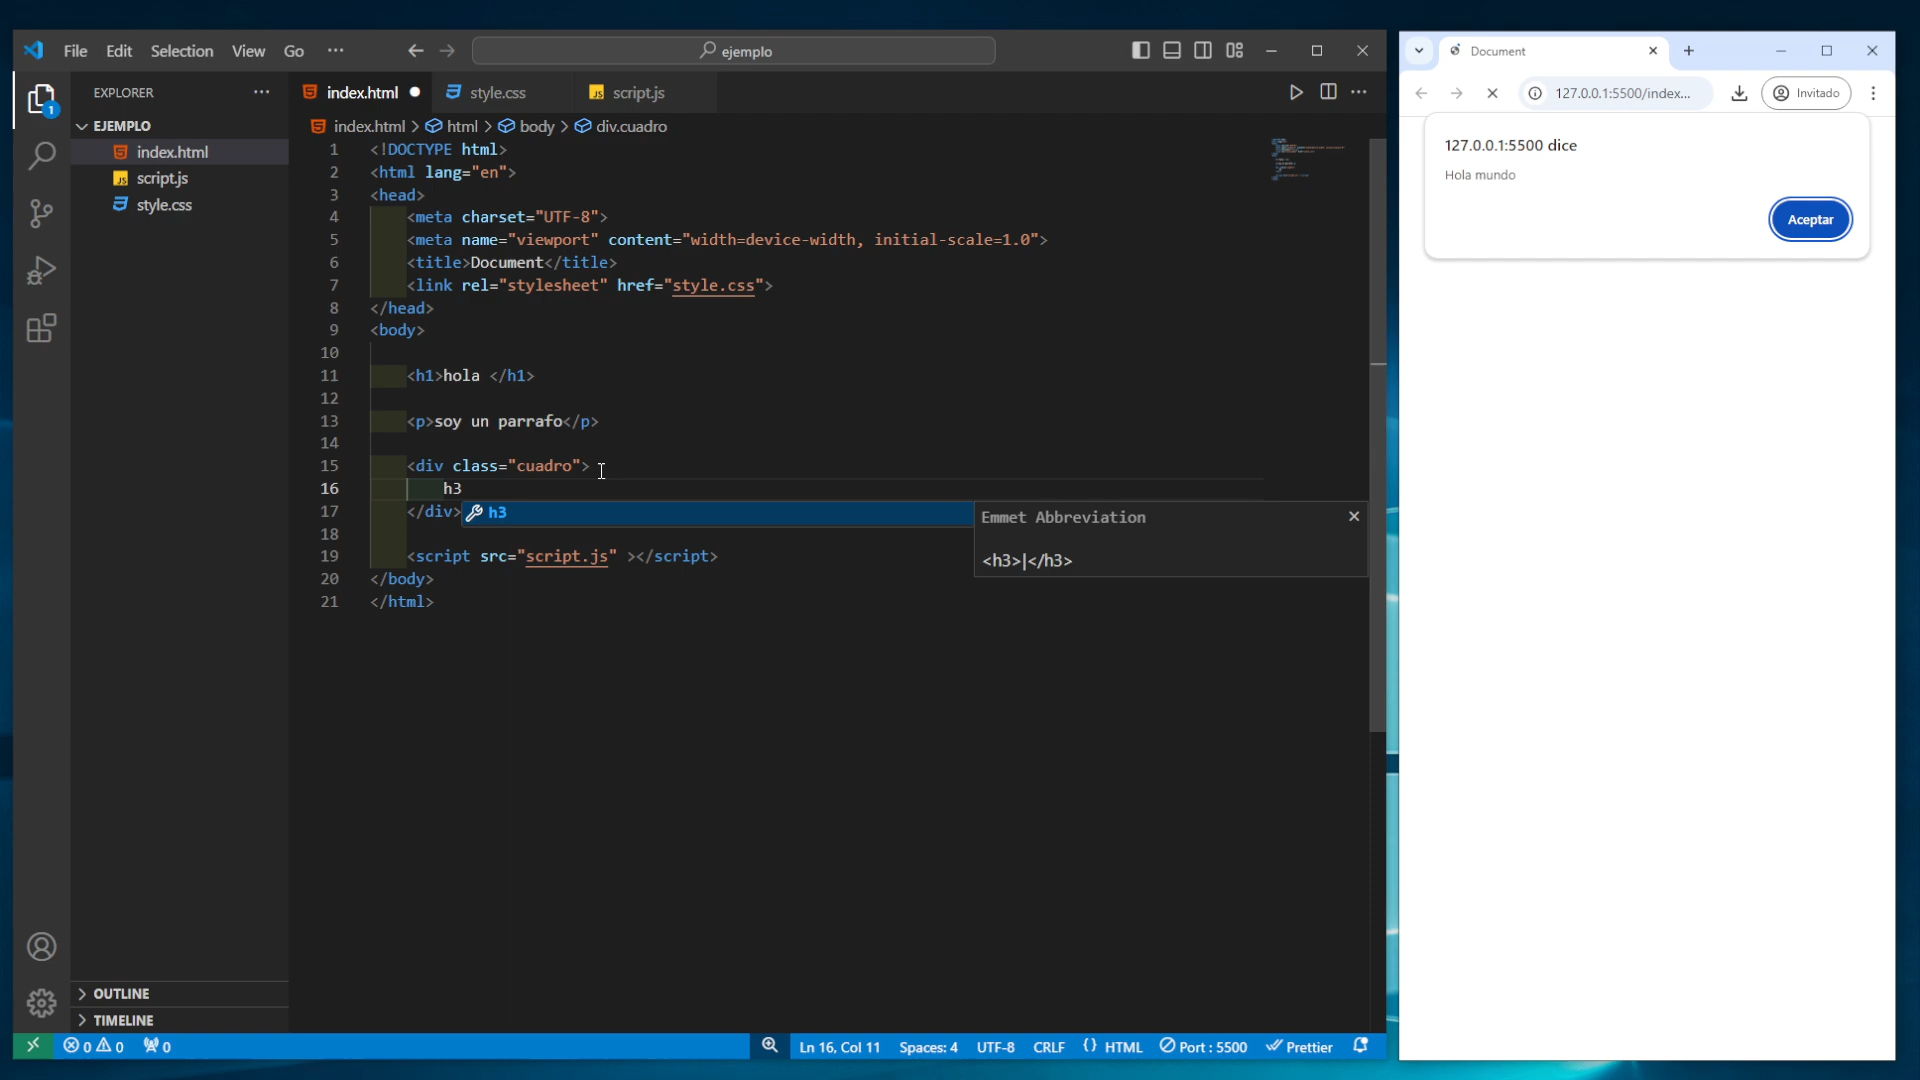 File Edit Selection View Go ··· ejemplo
EXPLORER ···
EJEMPLO
index.html
script.js
style.css
OUTLINE
TIMELINE
1
index.html style.css script.js
index.html > html > body > div.cuadro
1 <!DOCTYPE html>
2 <html lang="en">
3 <head>
4 <meta charset="UTF-8">
5 <meta name="viewport" content="width=device-width, initial-scale=1.0">
6 <title>Document</title>
7 <link rel="stylesheet" href="style.css">
8 </head>
9 <body>
10
11 <h1>hola </h1>
12
13 <p>soy un parrafo</p>
14
15 <div class="cuadro">
16 h3
17 </div>
h3
Emmet Abbreviation
<h3>|</h3>
18
19 <script src="script.js" ></script>
20 </body>
21 </html>
0 0 0 Ln 16, Col 11 Spaces: 4 UTF-8 CRLF {} HTML Port : 5500 Prettier
Document
127.0.0.1:5500/index... Invitado
127.0.0.1:5500 dice
Hola mundo
Aceptar